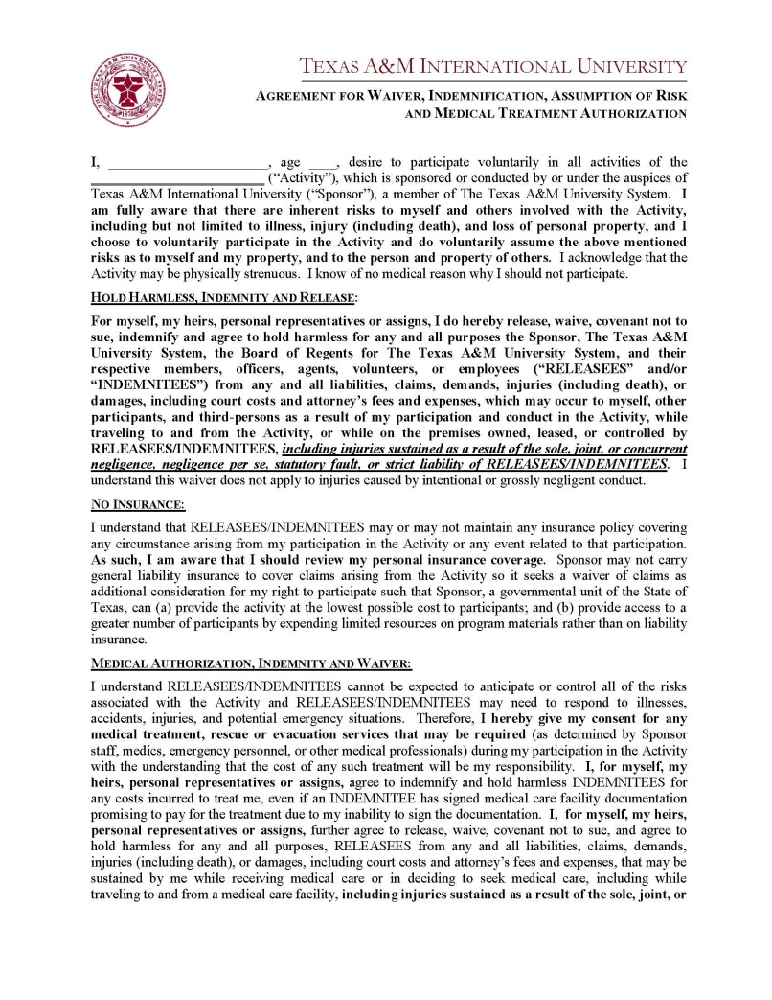 TEXAS A&M INTERNATIONAL UNIVERSITY
AGREEMENT FOR WAIVER, INDEMNIFICATION, ASSUMPTION OF RISK
AND MEDICAL TREATMENT AUTHORIZATION
I, ______________________, age ____, desire to participate voluntarily in all activities of the
________________________ (“Activity”), which is sponsored or conducted by or under the auspices of
Texas A&M International University (“Sponsor”), a member of The Texas A&M University System. I
am fully aware that there are inherent risks to myself and others involved with the Activity,
including but not limited to illness, injury (including death), and loss of personal property, and I
choose to voluntarily participate in the Activity and do voluntarily assume the above mentioned
risks as to myself and my property, and to the person and property of others. I acknowledge that the
Activity may be physically strenuous. I know of no medical reason why I should not participate.
HOLD HARMLESS, INDEMNITY AND RELEASE:
For myself, my heirs, personal representatives or assigns, I do hereby release, waive, covenant not to
sue, indemnify and agree to hold harmless for any and all purposes the Sponsor, The Texas A&M
University System, the Board of Regents for The Texas A&M University System, and their
respective members, officers, agents, volunteers, or employees (“RELEASEES” and/or
“INDEMNITEES”) from any and all liabilities, claims, demands, injuries (including death), or
damages, including court costs and attorney’s fees and expenses, which may occur to myself, other
participants, and third-persons as a result of my participation and conduct in the Activity, while
traveling to and from the Activity, or while on the premises owned, leased, or controlled by
RELEASEES/INDEMNITEES, including injuries sustained as a result of the sole, joint, or concurrent
negligence, negligence per se, statutory fault, or strict liability of RELEASEES/INDEMNITEES. I
understand this waiver does not apply to injuries caused by intentional or grossly negligent conduct.
NO INSURANCE:
I understand that RELEASEES/INDEMNITEES may or may not maintain any insurance policy covering
any circumstance arising from my participation in the Activity or any event related to that participation.
As such, I am aware that I should review my personal insurance coverage. Sponsor may not carry
general liability insurance to cover claims arising from the Activity so it seeks a waiver of claims as
additional consideration for my right to participate such that Sponsor, a governmental unit of the State of
Texas, can (a) provide the activity at the lowest possible cost to participants; and (b) provide access to a
greater number of participants by expending limited resources on program materials rather than on liability
insurance.
MEDICAL AUTHORIZATION, INDEMNITY AND WAIVER:
I understand RELEASEES/INDEMNITEES cannot be expected to anticipate or control all of the risks
associated with the Activity and RELEASEES/INDEMNITEES may need to respond to illnesses,
accidents, injuries, and potential emergency situations. Therefore, I hereby give my consent for any
medical treatment, rescue or evacuation services that may be required (as determined by Sponsor
staff, medics, emergency personnel, or other medical professionals) during my participation in the Activity
with the understanding that the cost of any such treatment will be my responsibility. I, for myself, my
heirs, personal representatives or assigns, agree to indemnify and hold harmless INDEMNITEES for
any costs incurred to treat me, even if an INDEMNITEE has signed medical care facility documentation
promising to pay for the treatment due to my inability to sign the documentation. I, for myself, my heirs,
personal representatives or assigns, further agree to release, waive, covenant not to sue, and agree to
hold harmless for any and all purposes, RELEASEES from any and all liabilities, claims, demands,
injuries (including death), or damages, including court costs and attorney’s fees and expenses, that may be
sustained by me while receiving medical care or in deciding to seek medical care, including while
traveling to and from a medical care facility, including injuries sustained as a result of the sole, joint, or